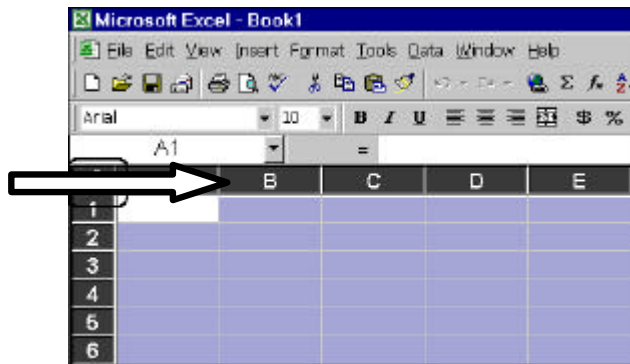 Microsoft Excel - Book1
File Edit View Insert Format Tools Data Window Help
Σ fx
Arial 10 B I U $ %
A1 =
B C D E
1
2
3
4
5
6